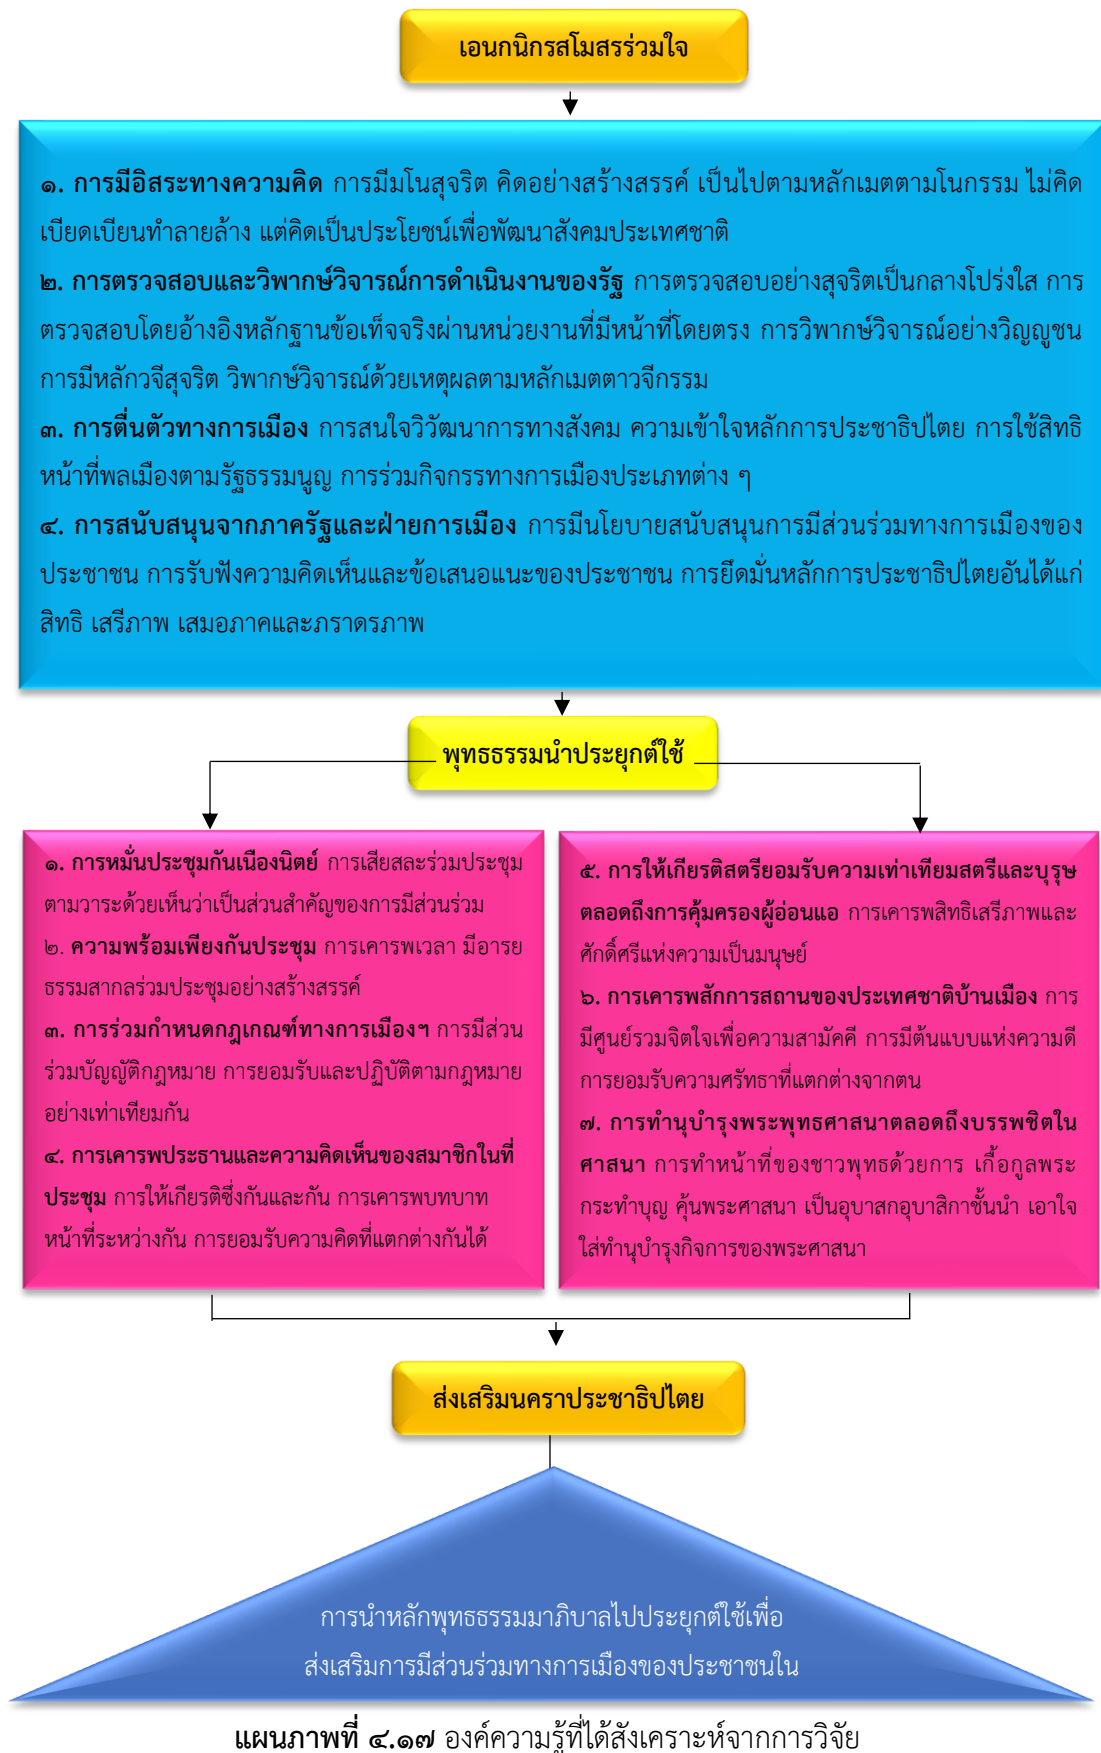 เอนกนิกรสโมสรร่วมใจ
๑. การมีอิสระทางความคิด การมีมโนสุจริต คิดอย่างสร้างสรรค์ เป็นไปตามหลักเมตตามโนกรรม ไม่คิด
เบียดเบียนทำลายล้าง แต่คิดเป็นประโยชน์เพื่อพัฒนาสังคมประเทศชาติ
๒. การตรวจสอบและวิพากษ์วิจารณ์การดำเนินงานของรัฐ การตรวจสอบอย่างสุจริตเป็นกลางโปร่งใส การ
ตรวจสอบโดยอ้างอิงหลักฐานข้อเท็จจริงผ่านหน่วยงานที่มีหน้าที่โดยตรง การวิพากษ์วิจารณ์อย่างวิญญูชน
การมีหลักวจีสุจริต วิพากษ์วิจารณ์ด้วยเหตุผลตามหลักเมตตาวจีกรรม
๓. การตื่นตัวทางการเมือง การสนใจวิวัฒนาการทางสังคม ความเข้าใจหลักการประชาธิปไตย การใช้สิทธิ
หน้าที่พลเมืองตามรัฐธรรมนูญ การร่วมกิจกรรทางการเมืองประเภทต่าง ๆ
๔. การสนับสนุนจากภาครัฐและฝ่ายการเมือง การมีนโยบายสนับสนุนการมีส่วนร่วมทางการเมืองของ
ประชาชน การรับฟังความคิดเห็นและข้อเสนอแนะของประชาชน การยึดมั่นหลักการประชาธิปไตยอันได้แก่
สิทธิ เสรีภาพ เสมอภาคและภราดรภาพ
พุทธธรรมนำประยุกต์ใช้
๑. การหมั่นประชุมกันเนืองนิตย์ การเสียสละร่วมประชุม
ตามวาระด้วยเห็นว่าเป็นส่วนสำคัญของการมีส่วนร่วม
๒. ความพร้อมเพียงกันประชุม การเคารพเวลา มีอารย
ธรรมสากลร่วมประชุมอย่างสร้างสรรค์
๓. การร่วมกำหนดกฎเกณฑ์ทางการเมืองฯ การมีส่วน
ร่วมบัญญัติกฎหมาย การยอมรับและปฏิบัติตามกฎหมาย
อย่างเท่าเทียมกัน
๔. การเคารพประธานและความคิดเห็นของสมาชิกในที่
ประชุม การให้เกียรติซึ่งกันและกัน การเคารพบทบาท
หน้าที่ระหว่างกัน การยอมรับความคิดที่แตกต่างกันได้
๕. การให้เกียรติสตรียอมรับความเท่าเทียมสตรีและบุรุษ
ตลอดถึงการคุ้มครองผู้อ่อนแอ การเคารพสิทธิเสรีภาพและ
ศักดิ์ศรีแห่งความเป็นมนุษย์
๖. การเคารพสักการสถานของประเทศชาติบ้านเมือง การ
มีศูนย์รวมจิตใจเพื่อความสามัคคี การมีต้นแบบแห่งความดี
การยอมรับความศรัทธาที่แตกต่างจากตน
๗. การทำนุบำรุงพระพุทธศาสนาตลอดถึงบรรพชิตใน
ศาสนา การทำหน้าที่ของชาวพุทธด้วยการ เกื้อกูลพระ
กระทำบุญ คุ้นพระศาสนา เป็นอุบาสกอุบาสิกาชั้นนำ เอาใจ
ใส่ทำนุบำรุงกิจการของพระศาสนา
ส่งเสริมนคราประชาธิปไตย
การนำหลักพุทธธรรมมาภิบาลไปประยุกต์ใช้เพื่อ
ส่งเสริมการมีส่วนร่วมทางการเมืองของประชาชนใน
แผนภาพที่ ๔.๑๗ องค์ความรู้ที่ได้สังเคราะห์จากการวิจัย